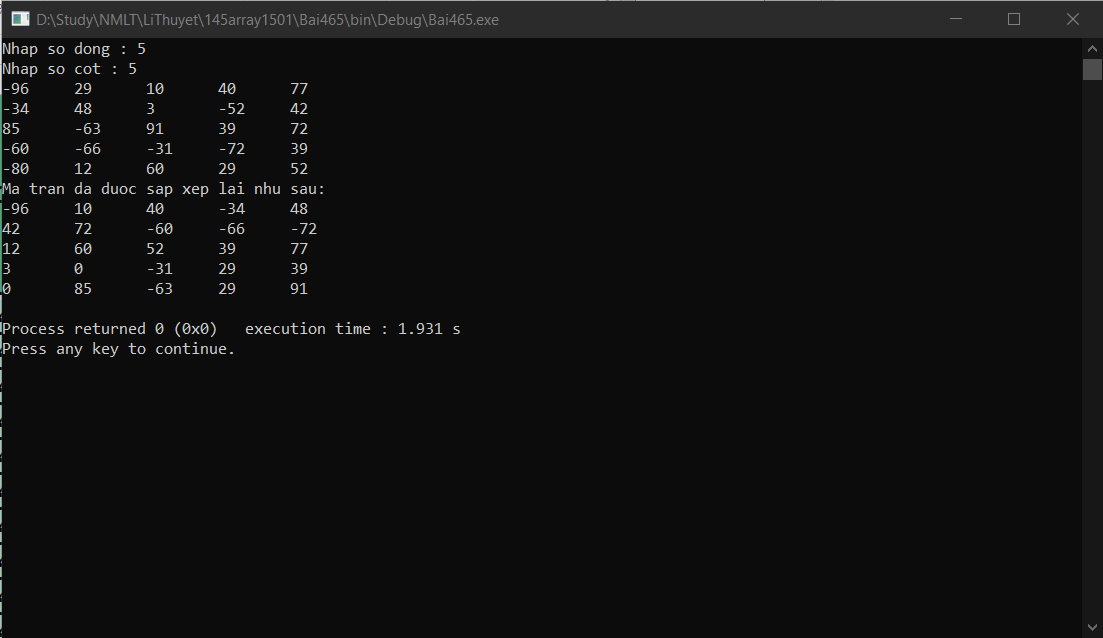 D:\Study\NMLT\LiThuyet\145array1501\Bai465\bin\Debug\Bai465.exe
Nhap so dong : 5
Nhap so cot : 5
-96 29 10 40 77
-34 48 3 -52 42
85 -63 91 39 72
-60 -66 -31 -72 39
-80 12 60 29 52
Ma tran da duoc sap xep lai nhu sau:
-96 10 40 -34 48
42 72 -60 -66 -72
12 60 52 39 77
3 0 -31 29 39
0 85 -63 29 91
Process returned 0 (0x0) execution time : 1.931 s
Press any key to continue.